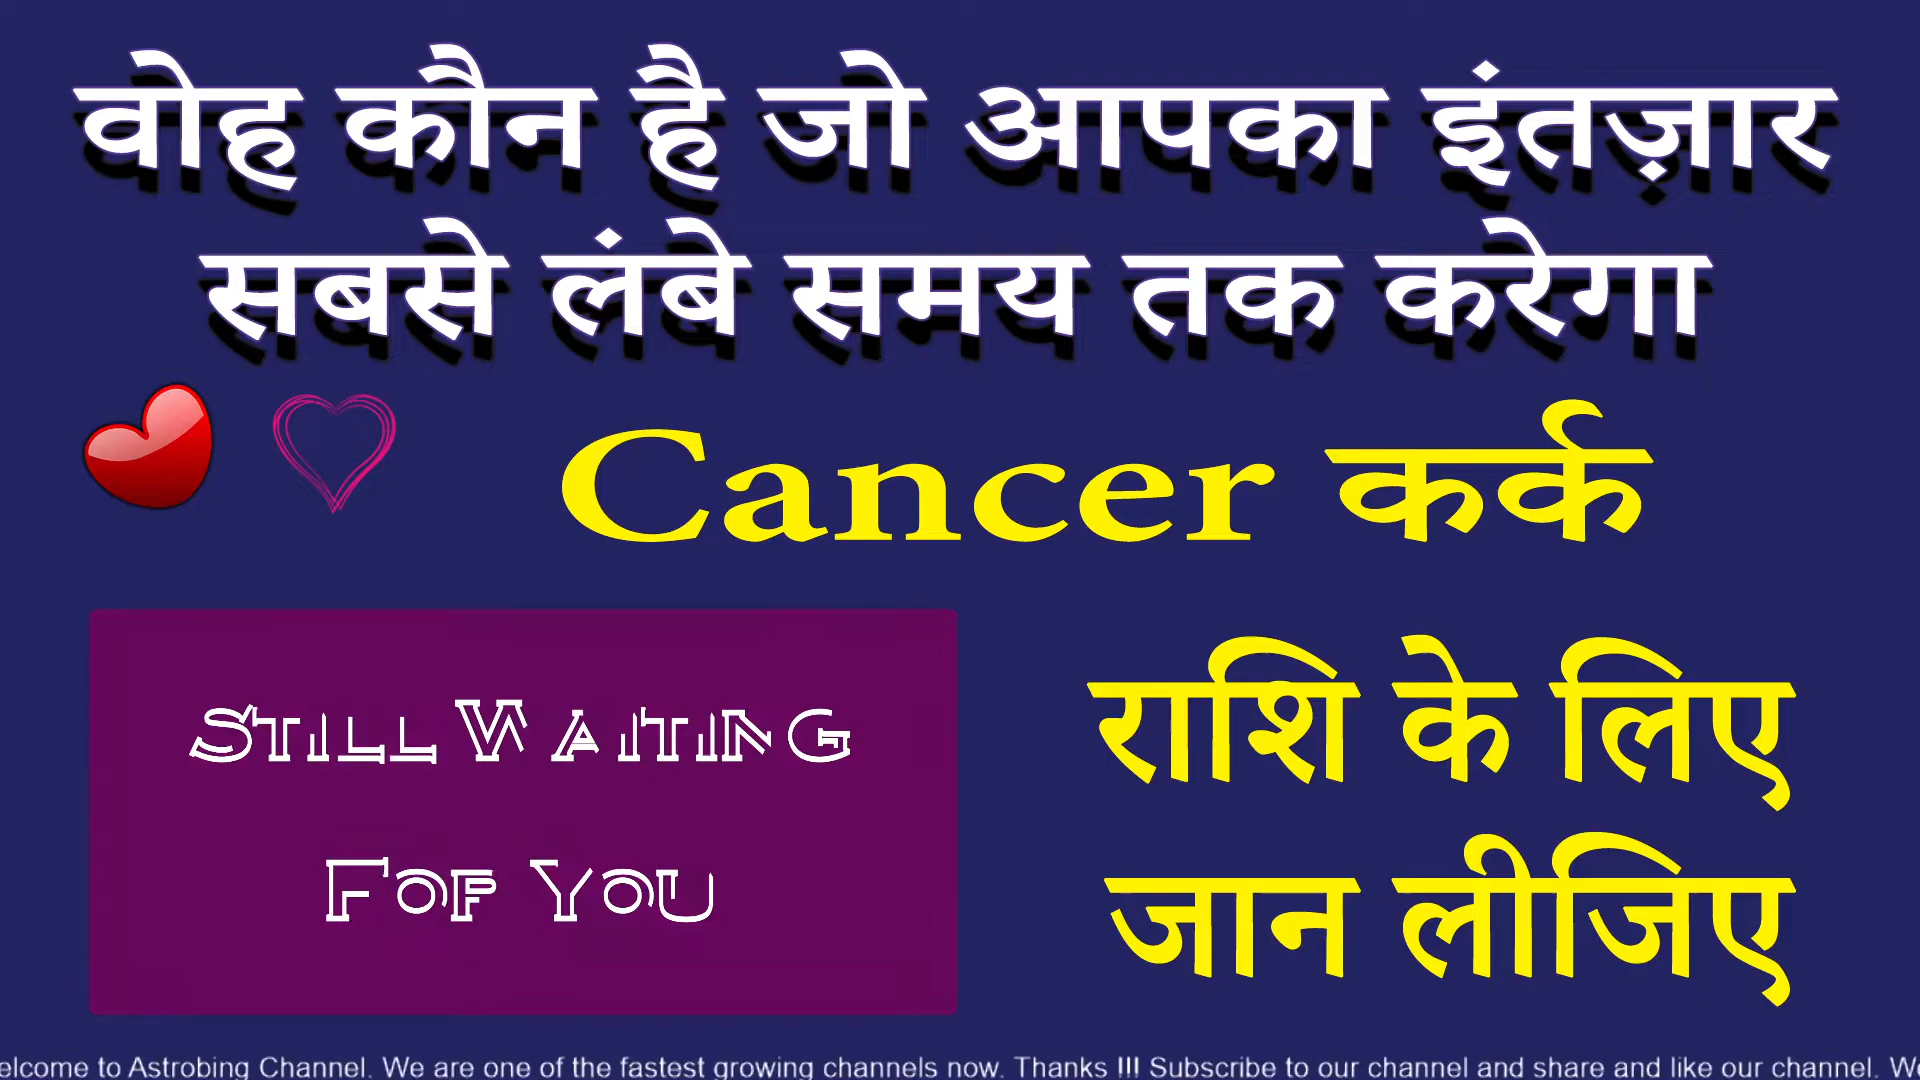 वोह कौन है जो आपका इंतज़ार
सबसे लंबे समय तक करेगा
Cancer कर्क
राशि के लिए
जान लीजिए
Still Waiting
For You
elcome to Astrobing Channel. We are one of the fastest growing channels now. Thanks !!! Subscribe to our channel and share and like our channel. We